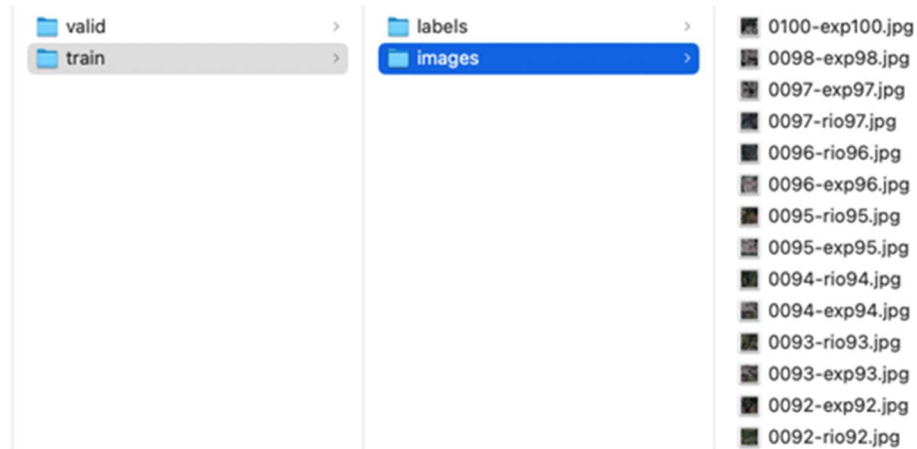 valid
train
labels
images
0100-exp100.jpg
0098-exp98.jpg
0097-exp97.jpg
0097-rio97.jpg
0096-rio96.jpg
0096-exp96.jpg
0095-rio95.jpg
0095-exp95.jpg
0094-rio94.jpg
0094-exp94.jpg
0093-rio93.jpg
0093-exp93.jpg
0092-exp92.jpg
0092-rio92.jpg